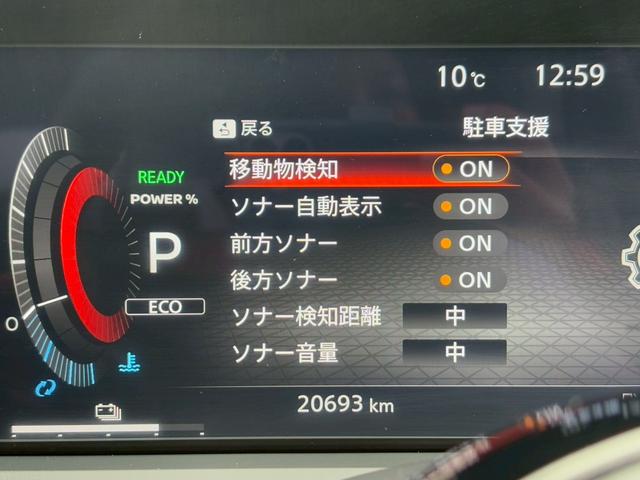 10℃ 12:59
戻る 駐車支援
移動物検知 ON
READY
POWER %
ソナー自動表示 ON
P
前方ソナー ON
後方ソナー ON
ECO
ソナー検知距離 中
0
ソナー音量 中
20693 km